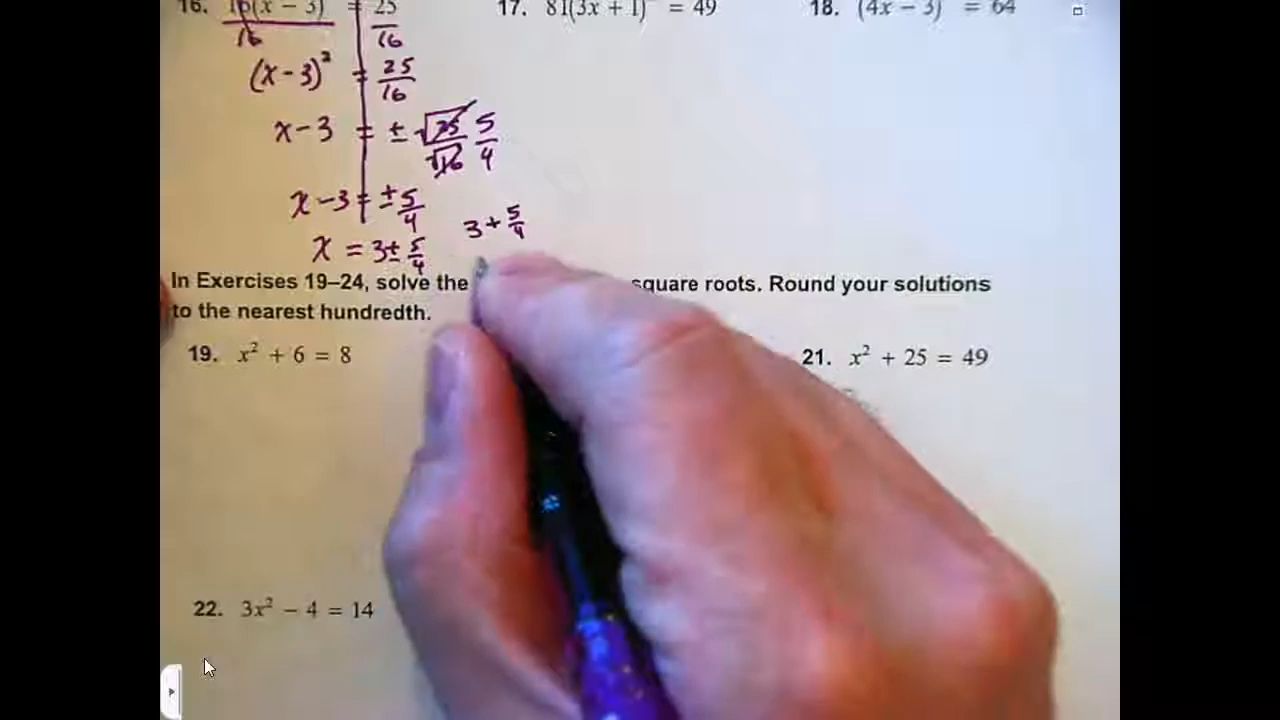 16. 16(x − 3) = 25 17. 81(3x + 1) = 49 18. (4x − 3) = 64
16 16
(x-3)² = 25/16
x-3 = ± √25/√16 5/4
x-3 = ± 5/4
3 + 5/4
x = 3 ± 5/4
In Exercises 19–24, solve the square roots. Round your solutions
to the nearest hundredth.
19. x² + 6 = 8 21. x² + 25 = 49
22. 3x² − 4 = 14